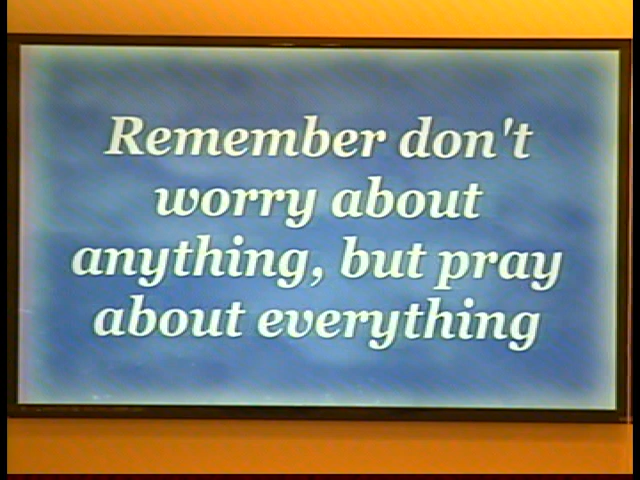 Remember don't
worry about
anything, but pray
about everything